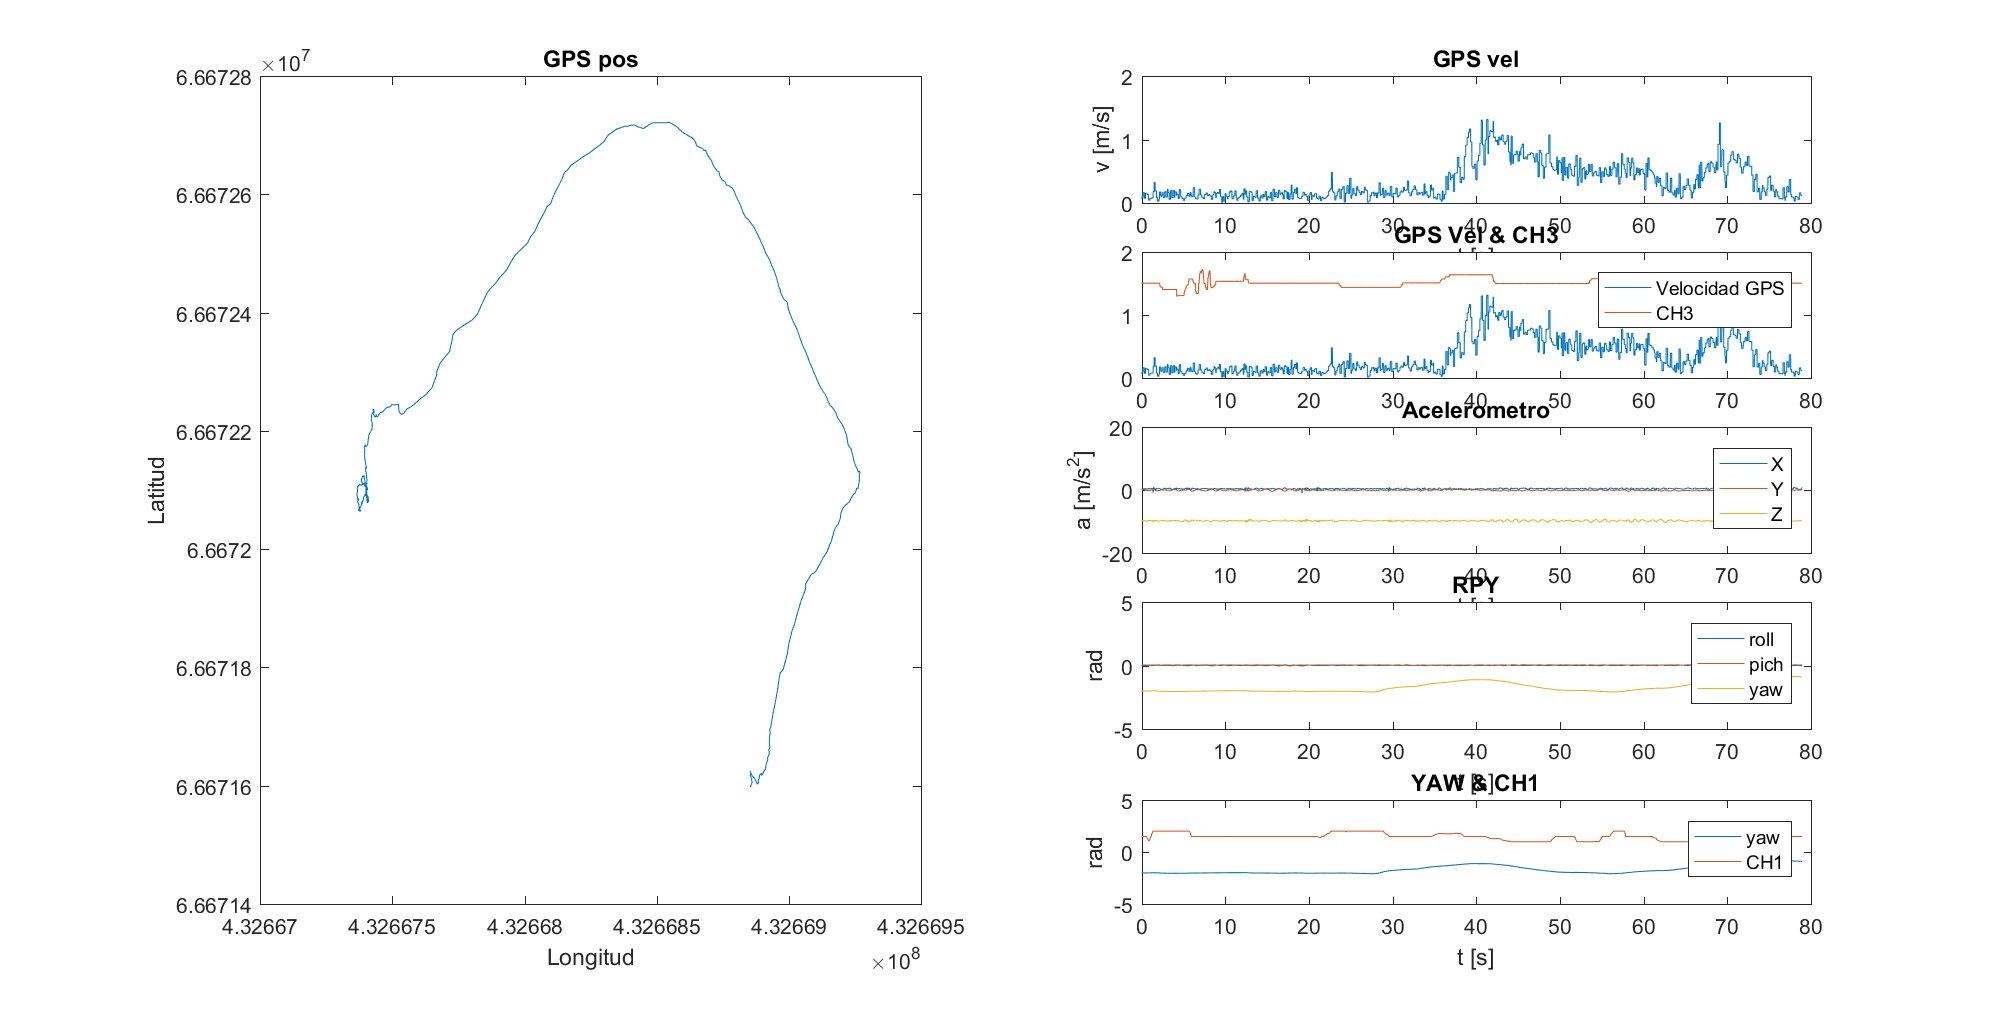 GPS pos
×10⁷
6.66728
6.66726
6.66724
6.66722
6.6672
6.66718
6.66716
6.66714
Latitud
4.32667 4.326675 4.32668 4.326685 4.32669 4.326695
Longitud
×10⁸
GPS vel
2
1
0
v [m/s]
0 10 20 30 40 50 60 70 80
GPS Vel & CH3
2
1
0
Velocidad GPS
CH3
0 10 20 30 40 50 60 70 80
Acelerometro
20
0
-20
a [m/s²]
X
Y
Z
0 10 20 30 40 50 60 70 80
RPY
5
0
-5
rad
roll
pich
yaw
0 10 20 30 40 50 60 70 80
YAW & CH1
5
0
-5
rad
yaw
CH1
0 10 20 30 40 50 60 70 80
t [s]